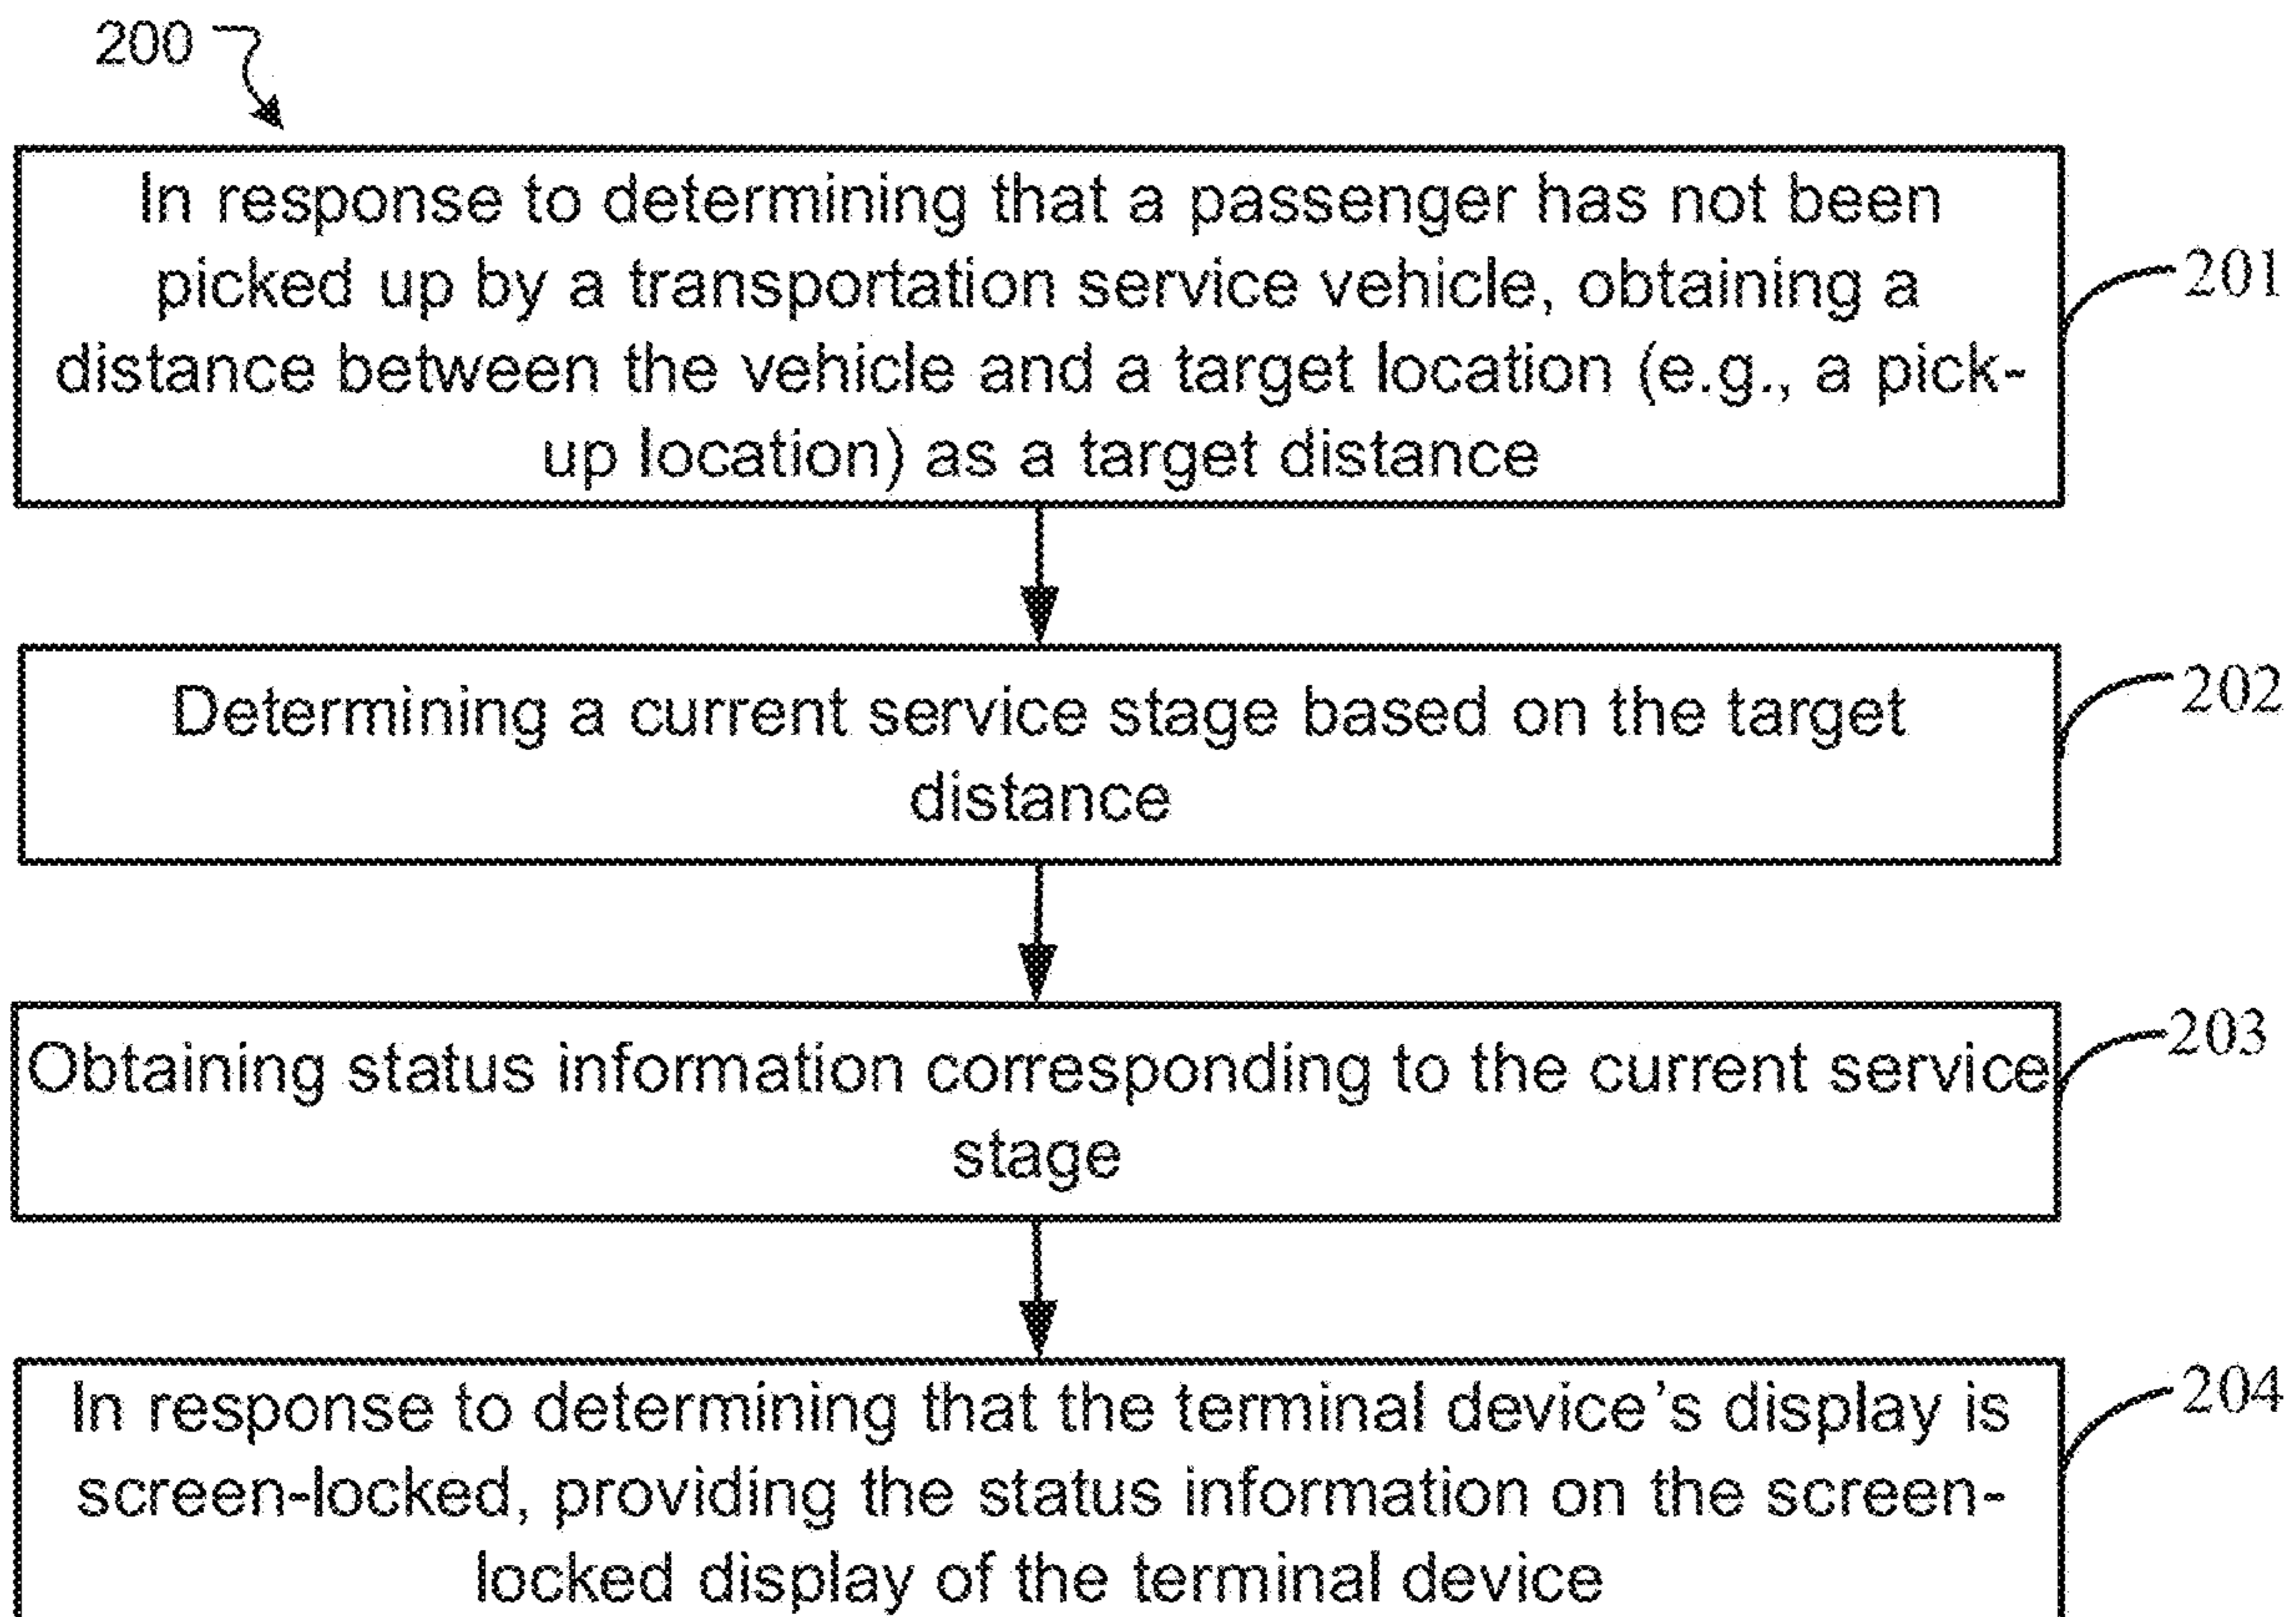 200
In response to determining that a passenger has not been
picked up by a transportation service vehicle, obtaining a
distance between the vehicle and a target location (e.g., a pick-
up location) as a target distance
201
Determining a current service stage based on the target
distance
202
Obtaining status information corresponding to the current service
stage
203
In response to determining that the terminal device’s display is
screen-locked, providing the status information on the screen-
locked display of the terminal device
204